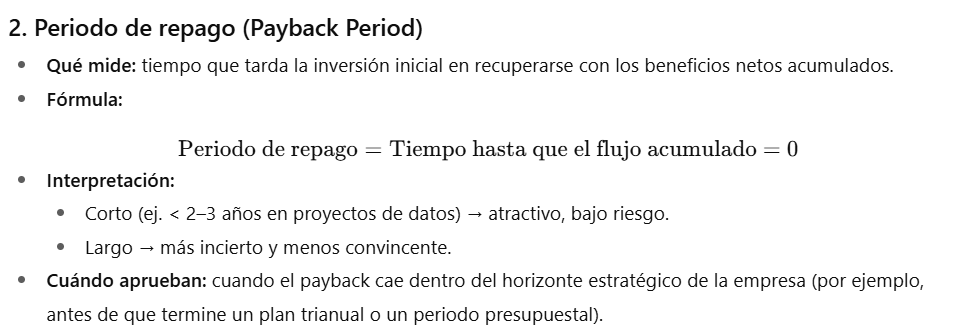 2. Periodo de repago (Payback Period)
• Qué mide: tiempo que tarda la inversión inicial en recuperarse con los beneficios netos acumulados.
• Fórmula:
Periodo de repago = Tiempo hasta que el flujo acumulado = 0
• Interpretación:
• Corto (ej. < 2–3 años en proyectos de datos) → atractivo, bajo riesgo.
• Largo → más incierto y menos convincente.
• Cuándo aprueban: cuando el payback cae dentro del horizonte estratégico de la empresa (por ejemplo,
antes de que termine un plan trianual o un periodo presupuestal).